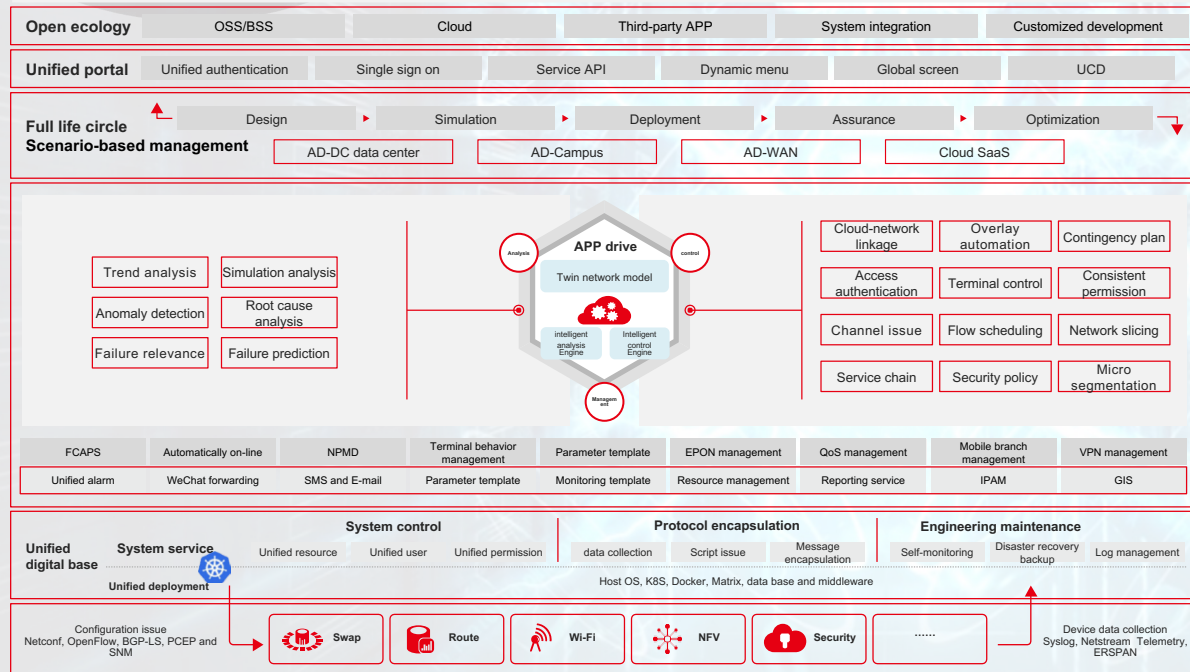 Open ecology
OSS/BSS
Cloud
Third-party APP
System integration
Customized development
Unified portal
Unified authentication
Single sign on
Service API
Dynamic menu
Global screen
UCD
Full life circle
Scenario-based management
Design
Simulation
Deployment
Assurance
Optimization
AD-DC data center
AD-Campus
AD-WAN
Cloud SaaS
Trend analysis
Simulation analysis
Anomaly detection
Root cause
analysis
Failure relevance
Failure prediction
Analysis
APP drive
control
Twin network model
intelligent
analysis
Engine
Intelligent
control
Engine
Managem
ent
Cloud-network
linkage
Overlay
automation
Contingency plan
Access
authentication
Terminal control
Consistent
permission
Channel issue
Flow scheduling
Network slicing
Service chain
Security policy
Micro
segmentation
FCAPS
Automatically on-line
NPMD
Terminal behavior
management
Parameter template
EPON management
QoS management
Mobile branch
management
VPN management
Unified alarm
WeChat forwarding
SMS and E-mail
Parameter template
Monitoring template
Resource management
Reporting service
IPAM
GIS
Unified
digital base
System service
Unified deployment
System control
Unified resource
Unified user
Unified permission
Protocol encapsulation
data collection
Script issue
Message
encapsulation
Engineering maintenance
Self-monitoring
Disaster recovery
backup
Log management
Host OS, K8S, Docker, Matrix, data base and middleware
Configuration issue
Netconf, OpenFlow, BGP-LS, PCEP and
SNM
Swap
Route
Wi-Fi
NFV
Security
......
Device data collection
Syslog, Netstream Telemetry,
ERSPAN